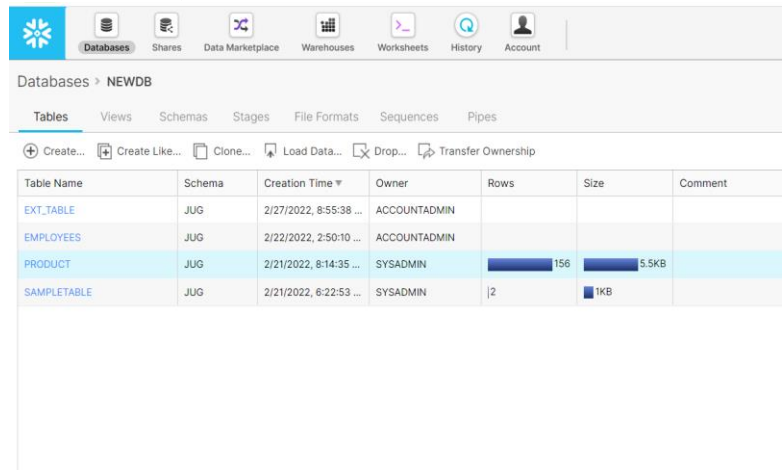 Databases Shares Data Marketplace Warehouses Worksheets History Account
Databases > NEWDB
Tables Views Schemas Stages File Formats Sequences Pipes
Create... Create Like... Clone... Load Data... Drop... Transfer Ownership
Table Name Schema Creation Time ▼ Owner Rows Size Comment
EXT_TABLE JUG 2/27/2022, 8:55:38 ... ACCOUNTADMIN
EMPLOYEES JUG 2/22/2022, 2:50:10 ... ACCOUNTADMIN
PRODUCT JUG 2/21/2022, 8:14:35 ... SYSADMIN 156 5.5KB
SAMPLETABLE JUG 2/21/2022, 6:22:53 ... SYSADMIN 2 1KB